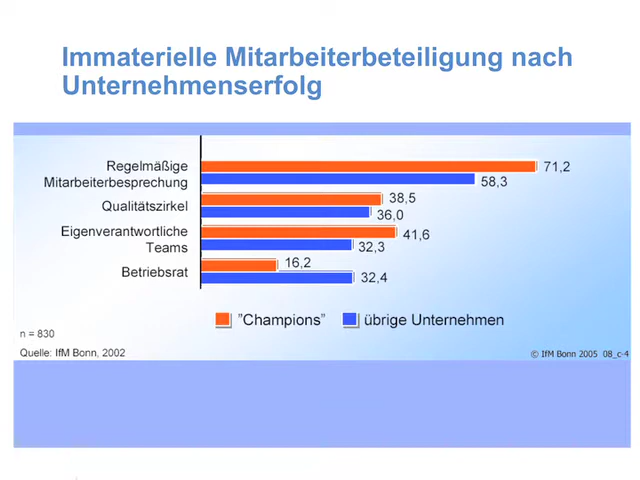 Immaterielle Mitarbeiterbeteiligung nach
Unternehmenserfolg
Regelmäßige
Mitarbeiterbesprechung
71,2
58,3
Qualitätszirkel
38,5
36,0
Eigenverantwortliche
Teams
41,6
32,3
Betriebsrat
16,2
32,4
"Champions" übrige Unternehmen
n = 830
Quelle: IfM Bonn, 2002
© IfM Bonn 2005 08_c-4